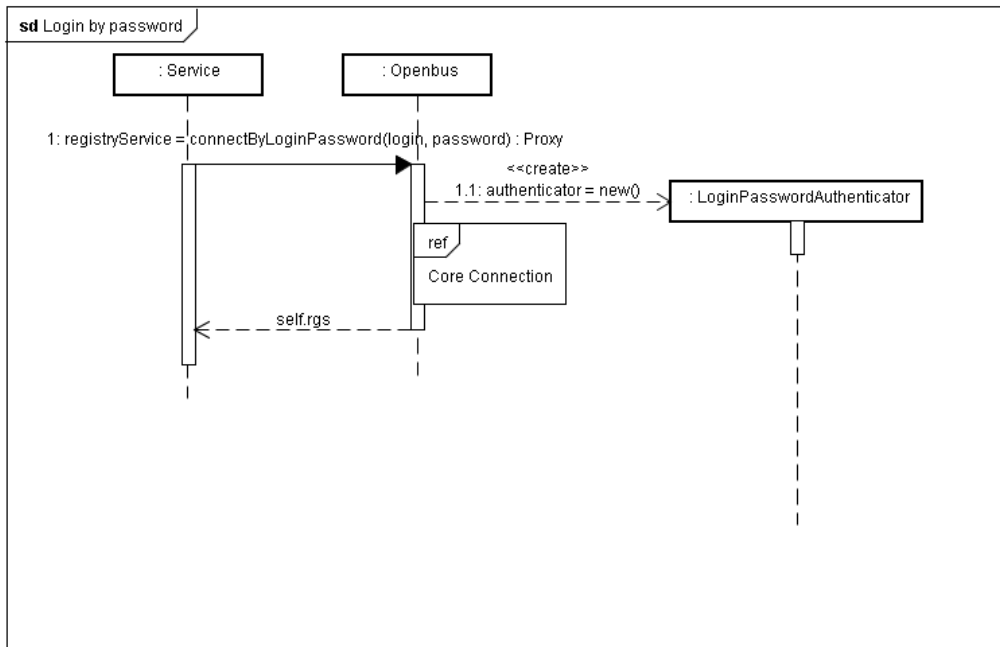 sd Login by password
: Service
: Openbus
1: registryService = connectByLoginPassword(login, password) : Proxy
<<create>>
1.1: authenticator = new()
: LoginPasswordAuthenticator
ref
Core Connection
self.rgs